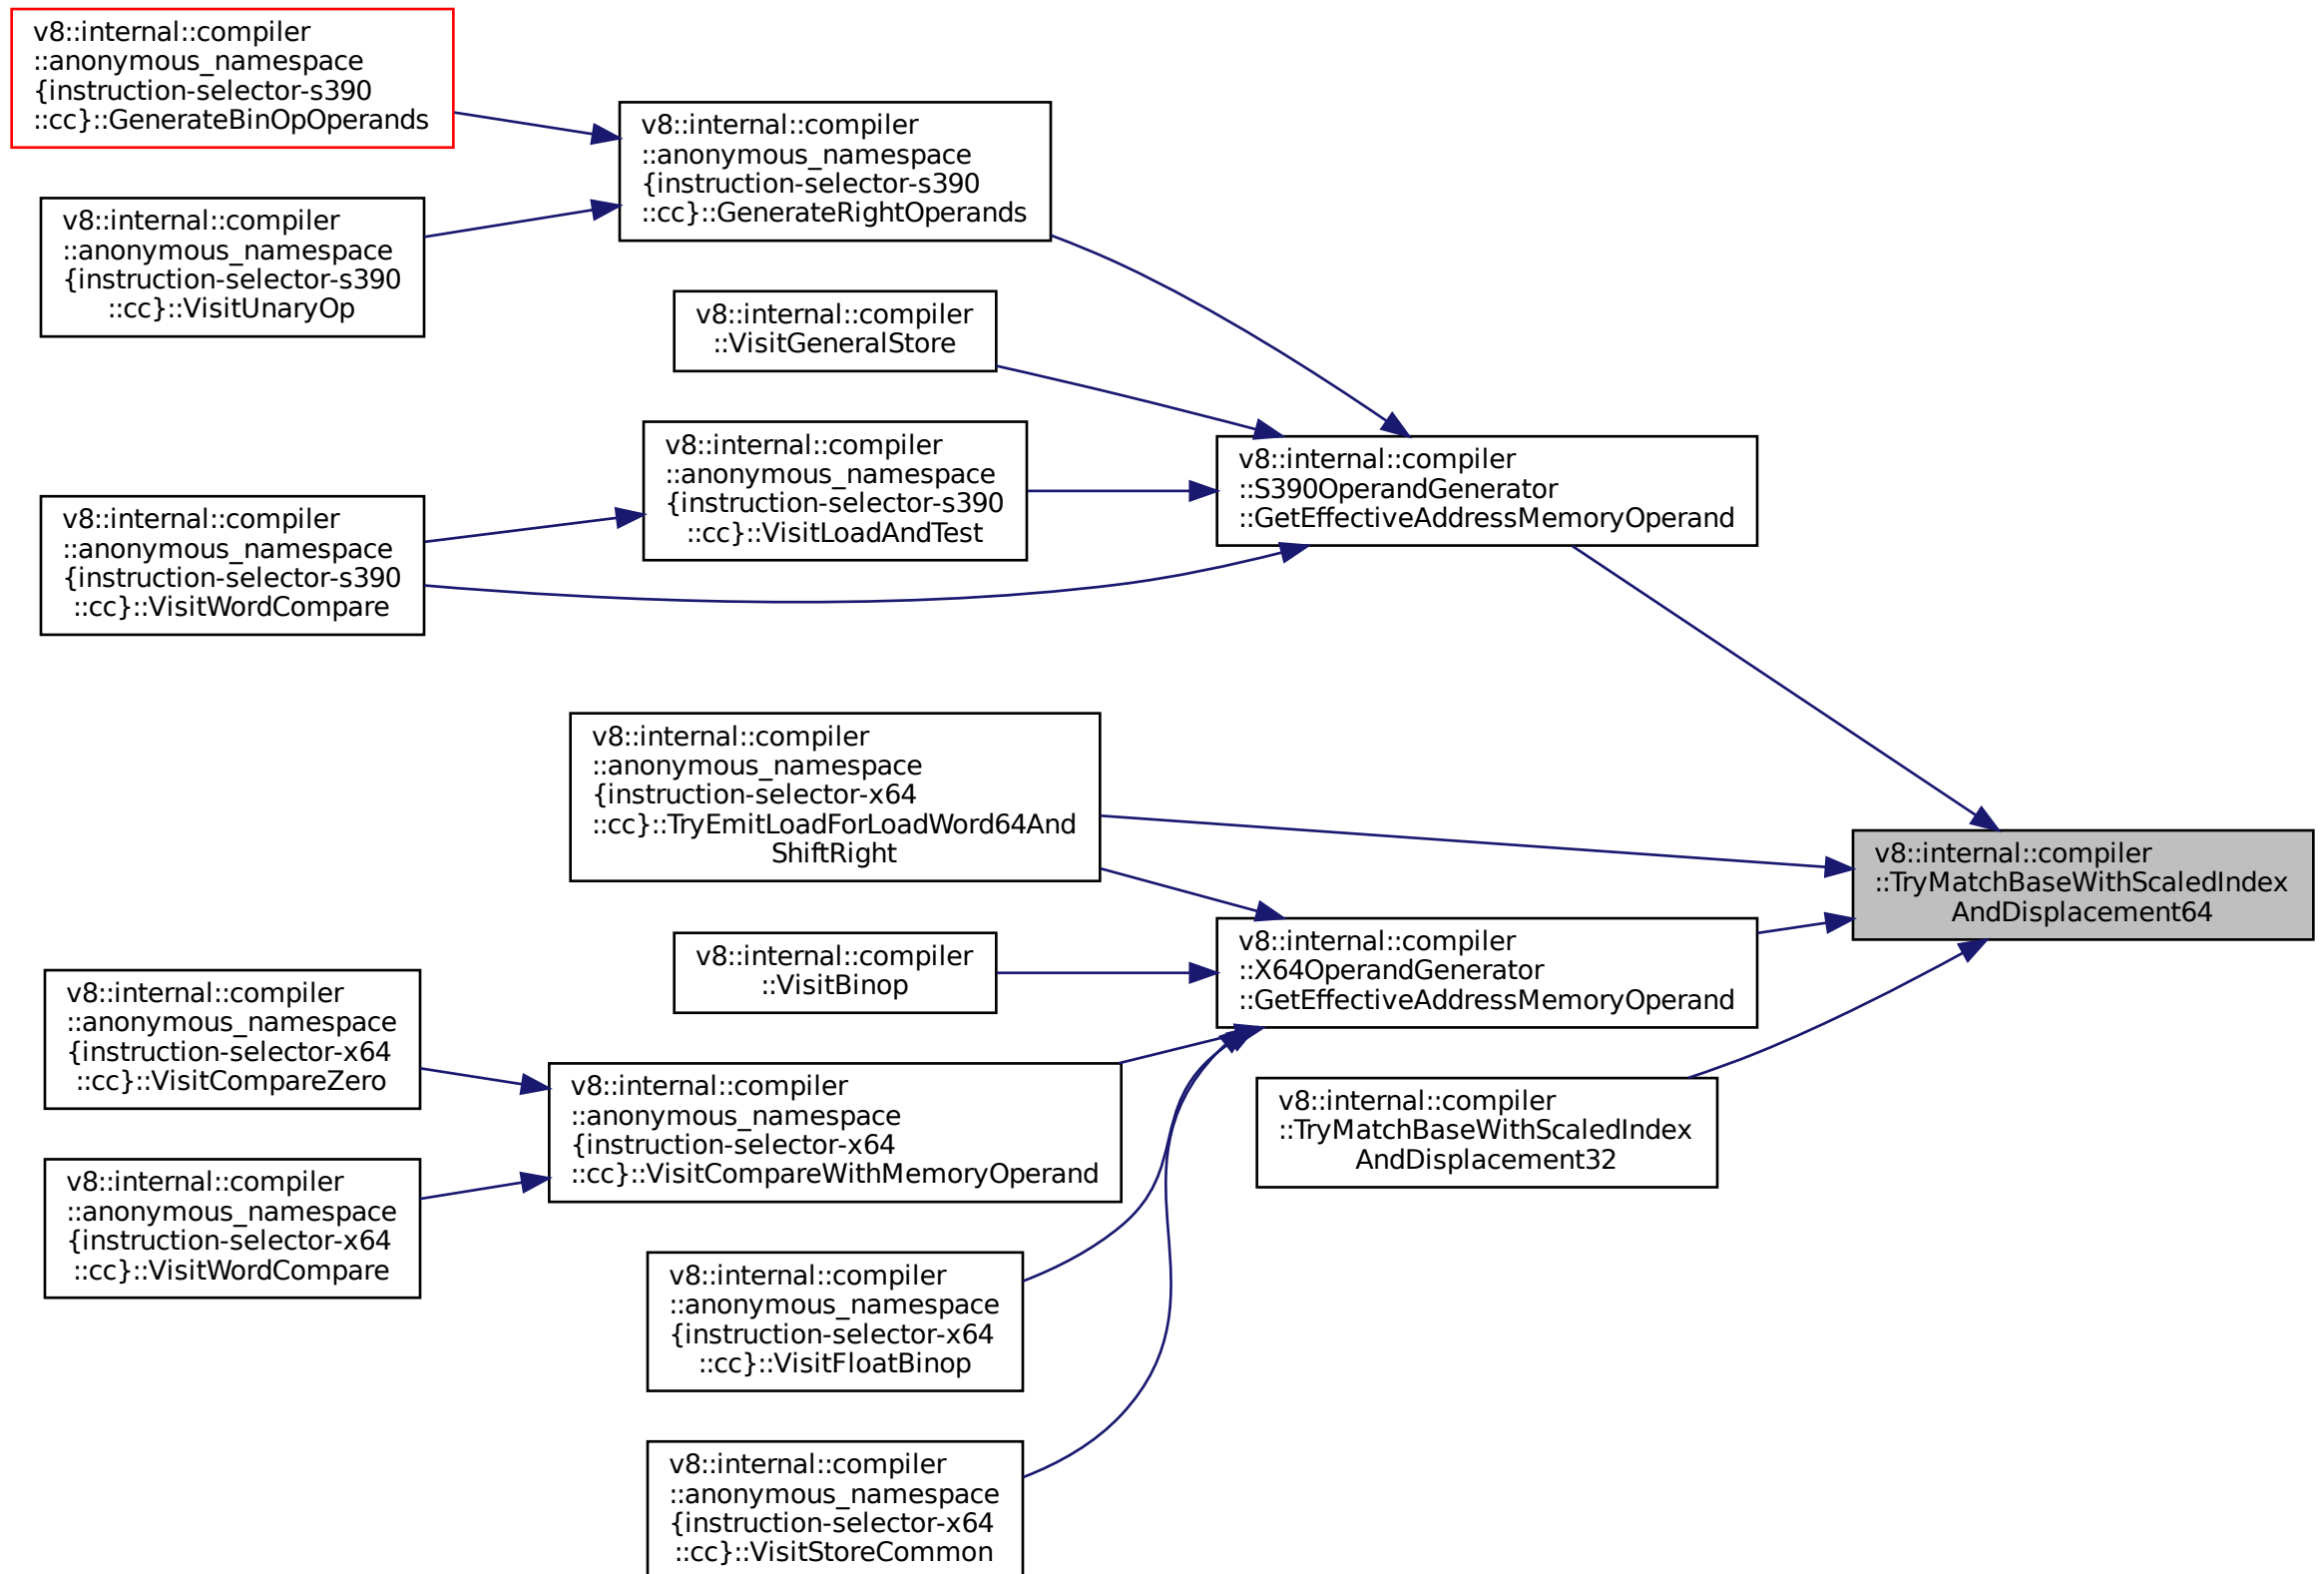 v8::internal::compiler
::anonymous_namespace
{instruction-selector-s390
::cc}::GenerateBinOpOperands
v8::internal::compiler
::anonymous_namespace
{instruction-selector-s390
::cc}::VisitUnaryOp
v8::internal::compiler
::anonymous_namespace
{instruction-selector-s390
::cc}::VisitWordCompare
v8::internal::compiler
::anonymous_namespace
{instruction-selector-x64
::cc}::VisitCompareZero
v8::internal::compiler
::anonymous_namespace
{instruction-selector-x64
::cc}::VisitWordCompare
v8::internal::compiler
::anonymous_namespace
{instruction-selector-s390
::cc}::GenerateRightOperands
v8::internal::compiler
::VisitGeneralStore
v8::internal::compiler
::anonymous_namespace
{instruction-selector-s390
::cc}::VisitLoadAndTest
v8::internal::compiler
::anonymous_namespace
{instruction-selector-x64
::cc}::TryEmitLoadForLoadWord64And
ShiftRight
v8::internal::compiler
::VisitBinop
v8::internal::compiler
::anonymous_namespace
{instruction-selector-x64
::cc}::VisitCompareWithMemoryOperand
v8::internal::compiler
::anonymous_namespace
{instruction-selector-x64
::cc}::VisitFloatBinop
v8::internal::compiler
::anonymous_namespace
{instruction-selector-x64
::cc}::VisitStoreCommon
v8::internal::compiler
::S390OperandGenerator
::GetEffectiveAddressMemoryOperand
v8::internal::compiler
::X64OperandGenerator
::GetEffectiveAddressMemoryOperand
v8::internal::compiler
::TryMatchBaseWithScaledIndex
AndDisplacement32
v8::internal::compiler
::TryMatchBaseWithScaledIndex
AndDisplacement64